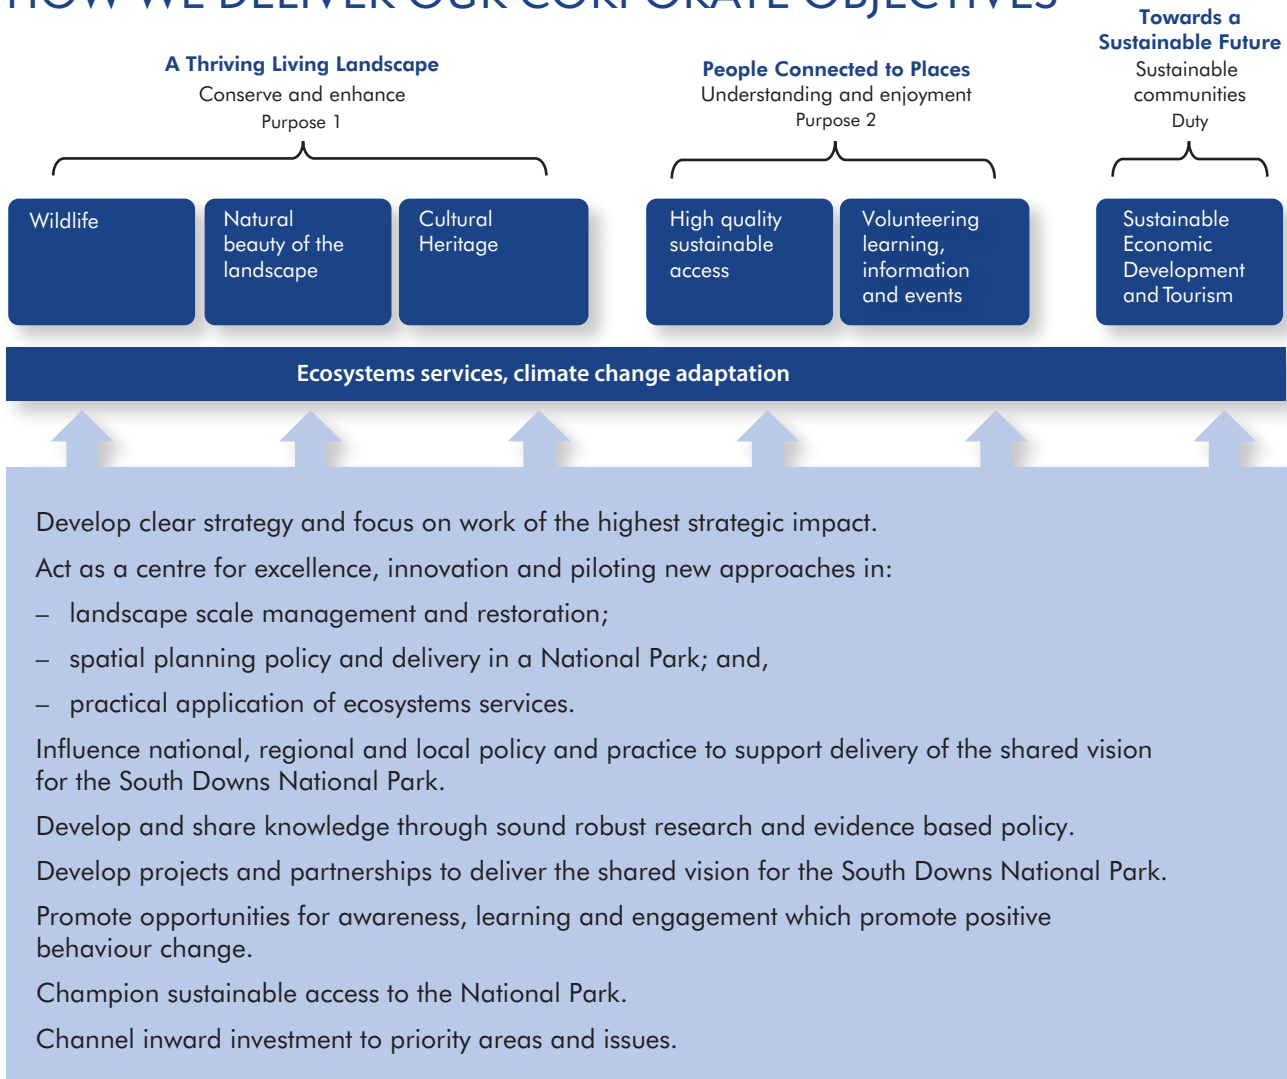 HOW WE DELIVER OUR CORPORATE OBJECTIVES
A Thriving Living Landscape
Conserve and enhance
Purpose 1
People Connected to Places
Understanding and enjoyment
Purpose 2
Towards a
Sustainable Future
Sustainable
communities
Duty
Wildlife
Natural
beauty of the
landscape
Cultural
Heritage
High quality
sustainable
access
Volunteering
learning,
information
and events
Sustainable
Economic
Development
and Tourism
Ecosystems services, climate change adaptation
Develop clear strategy and focus on work of the highest strategic impact.
Act as a centre for excellence, innovation and piloting new approaches in:
– landscape scale management and restoration;
– spatial planning policy and delivery in a National Park; and,
– practical application of ecosystems services.
Influence national, regional and local policy and practice to support delivery of the shared vision
for the South Downs National Park.
Develop and share knowledge through sound robust research and evidence based policy.
Develop projects and partnerships to deliver the shared vision for the South Downs National Park.
Promote opportunities for awareness, learning and engagement which promote positive
behaviour change.
Champion sustainable access to the National Park.
Channel inward investment to priority areas and issues.